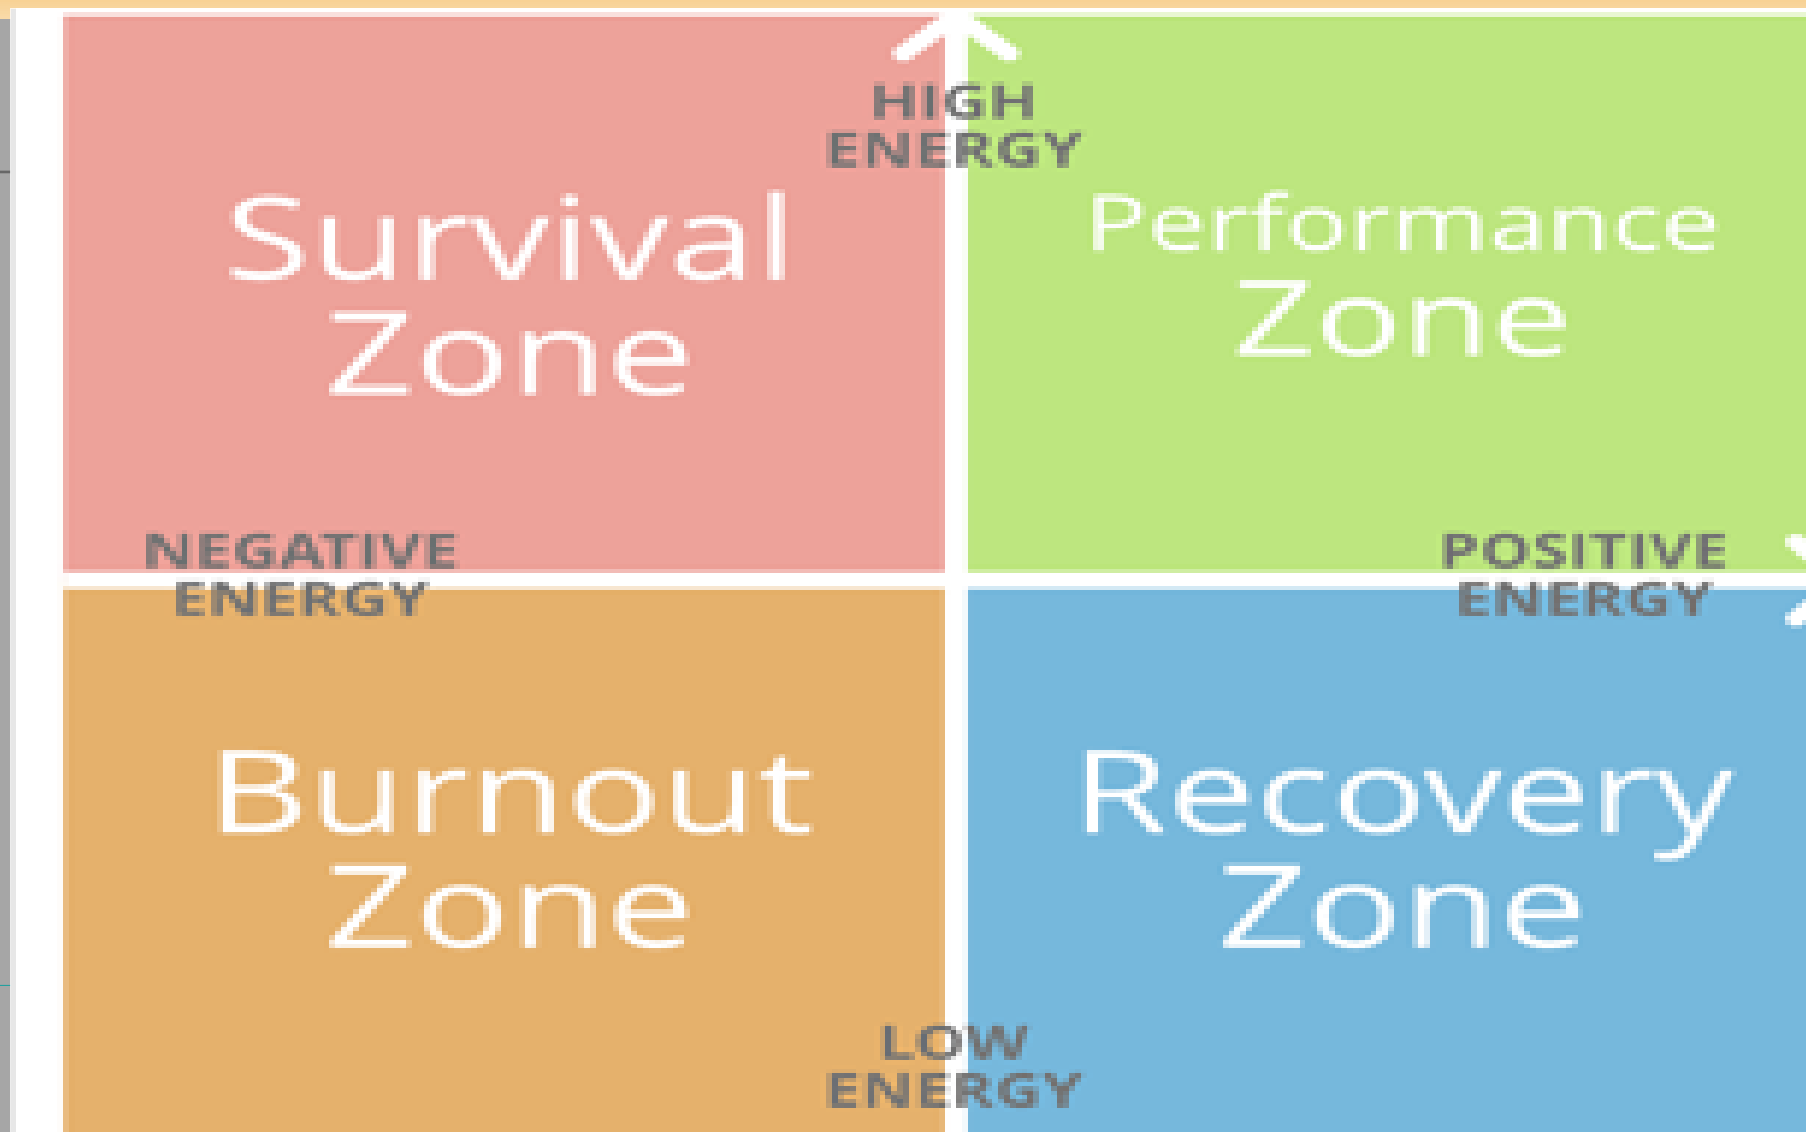 HIGH
ENERGY
Survival
Zone
Performance
Zone
NEGATIVE
ENERGY
POSITIVE
ENERGY
Burnout
Zone
Recovery
Zone
LOW
ENERGY